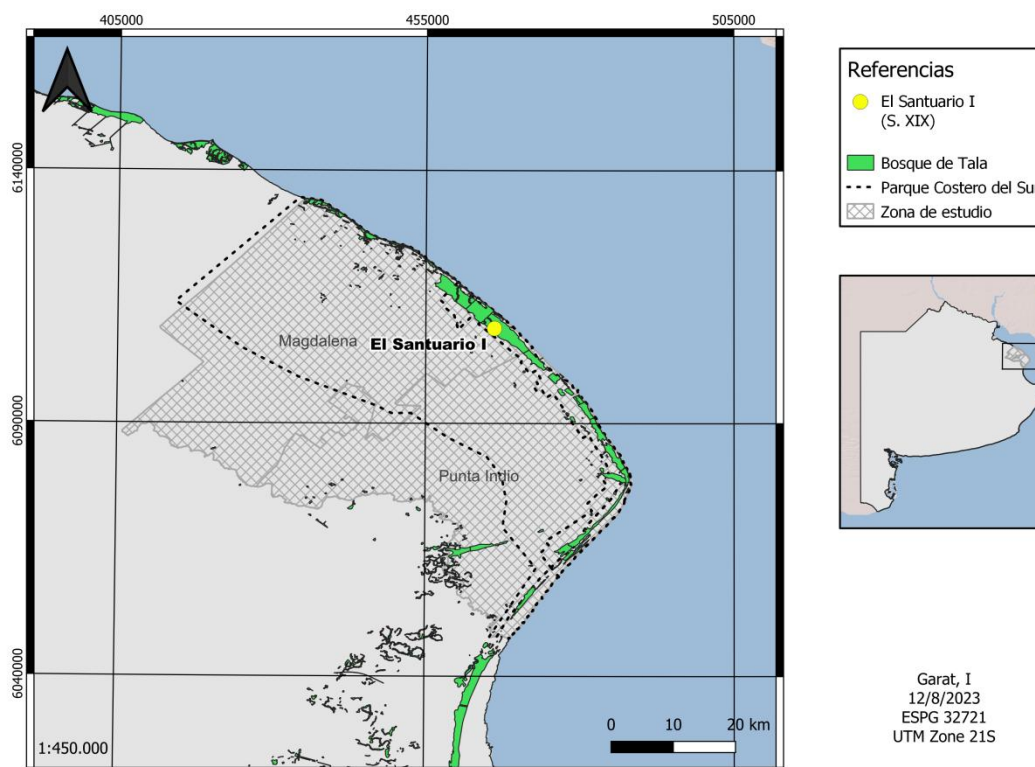 405000
455000
505000
6140000
6090000
6040000
Magdalena
El Santuario I
Punta Indio
0 10 20 km
1:450.000
Referencias
El Santuario I
(S. XIX)
Bosque de Tala
Parque Costero del Su
Zona de estudio
Garat, I
12/8/2023
ESPG 32721
UTM Zone 21S